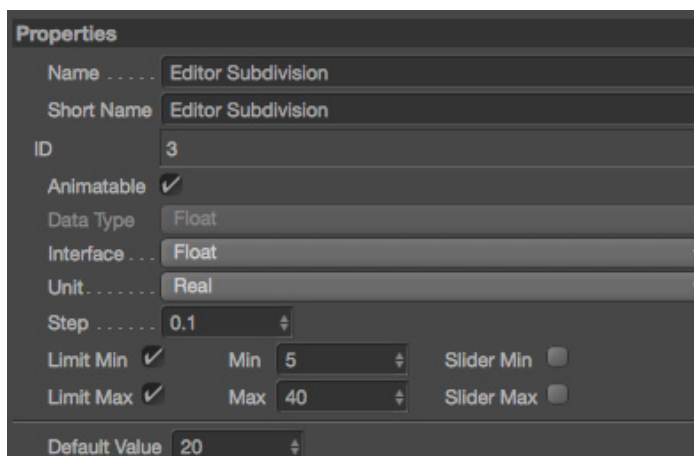 Properties
Name ..... Editor Subdivision
Short Name Editor Subdivision
ID 3
Animatable
Data Type Float
Interface ... Float
Unit....... Real
Step ...... 0.1
Limit Min Min 5 Slider Min
Limit Max Max 40 Slider Max
Default Value 20